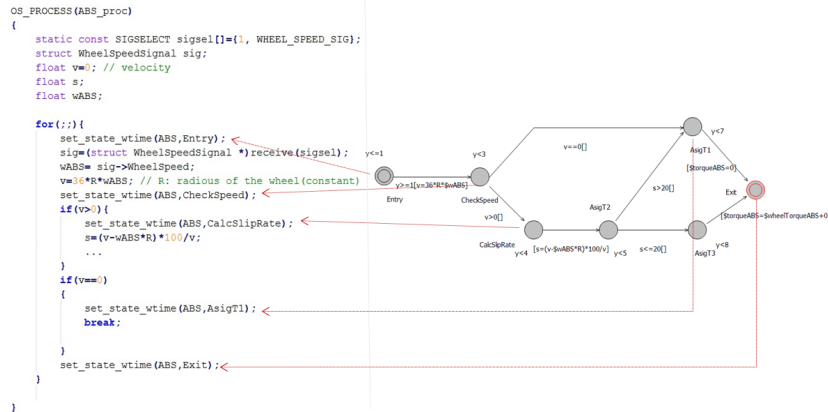 OS_PROCESS(ABS_proc)
{
static const SIGSELECT sigsel[]={1, WHEEL_SPEED_SIG};
struct WheelSpeedSignal sig;
float v=0; // velocity
float s;
float wABS;
for(;;){
set_state_wtime(ABS,Entry);
sig=(struct WheelSpeedSignal *)receive(sigsel);
wABS= sig->WheelSpeed;
v=36*R*wABS; // R: radious of the wheel(constant)
set_state_wtime(ABS,CheckSpeed);
if(v>0){
set_state_wtime(ABS,CalcSlipRate);
s=(v-wABS*R)*100/v;
...
}
if(v==0)
{
set_state_wtime(ABS,AsigT1);
break;
}
set_state_wtime(ABS,Exit);
}
}
y<=1
Entry
y>=1[v=36*R*$wABS]
y<3
CheckSpeed
v==0[]
v>0[]
CalcSlpRate
y<4
[s=(v-$wABS*R)*100/v]
AsigT2
y<5
s>20[]
s<=20[]
AsigT1
y<7
[$torqueABS=0]
Exit
[$torqueABS=$wheelTorqueABS+0
y<8
AsigT3